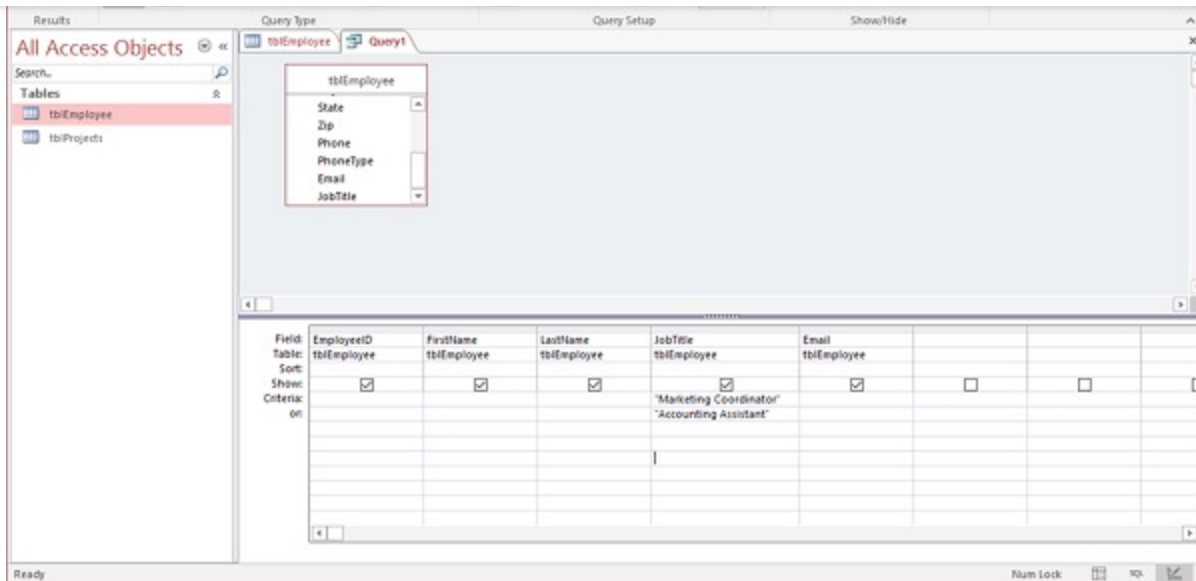 Results Query Type Query Setup Show/Hide
All Access Objects
tblEmployee Query1
Search...
Tables
tblEmployee
tblProjects
tblEmployee
State
Zip
Phone
PhoneType
Email
JobTitle
Field: EmployeeID FirstName LastName JobTitle Email
Table: tblEmployee tblEmployee tblEmployee tblEmployee tblEmployee
Sort:
Show:
Criteria: "Marketing Coordinator"
or: "Accounting Assistant"
Ready Num Lock SQL